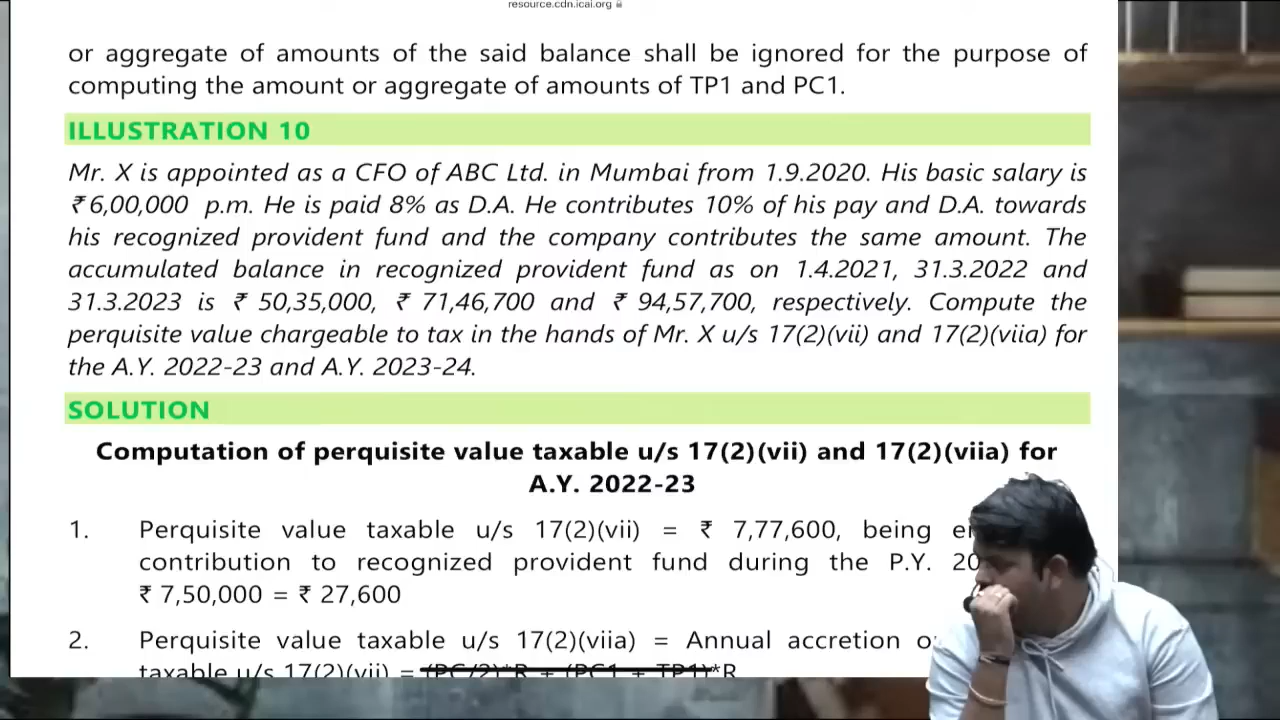 resource.cdn.icai.org
or aggregate of amounts of the said balance shall be ignored for the purpose of
computing the amount or aggregate of amounts of TP1 and PC1.
ILLUSTRATION 10
Mr. X is appointed as a CFO of ABC Ltd. in Mumbai from 1.9.2020. His basic salary is
₹ 6,00,000 p.m. He is paid 8% as D.A. He contributes 10% of his pay and D.A. towards
his recognized provident fund and the company contributes the same amount. The
accumulated balance in recognized provident fund as on 1.4.2021, 31.3.2022 and
31.3.2023 is ₹ 50,35,000, ₹ 71,46,700 and ₹ 94,57,700, respectively. Compute the
perquisite value chargeable to tax in the hands of Mr. X u/s 17(2)(vii) and 17(2)(viia) for
the A.Y. 2022-23 and A.Y. 2023-24.
SOLUTION
Computation of perquisite value taxable u/s 17(2)(vii) and 17(2)(viia) for
A.Y. 2022-23
1. Perquisite value taxable u/s 17(2)(vii) = ₹ 7,77,600, being
contribution to recognized provident fund during the P.Y.
₹ 7,50,000 = ₹ 27,600
2. Perquisite value taxable u/s 17(2)(viia) = Annual accretion
taxable u/s 17(2)(vii) = (PC/2)*R + (PC1 + TP1)*R